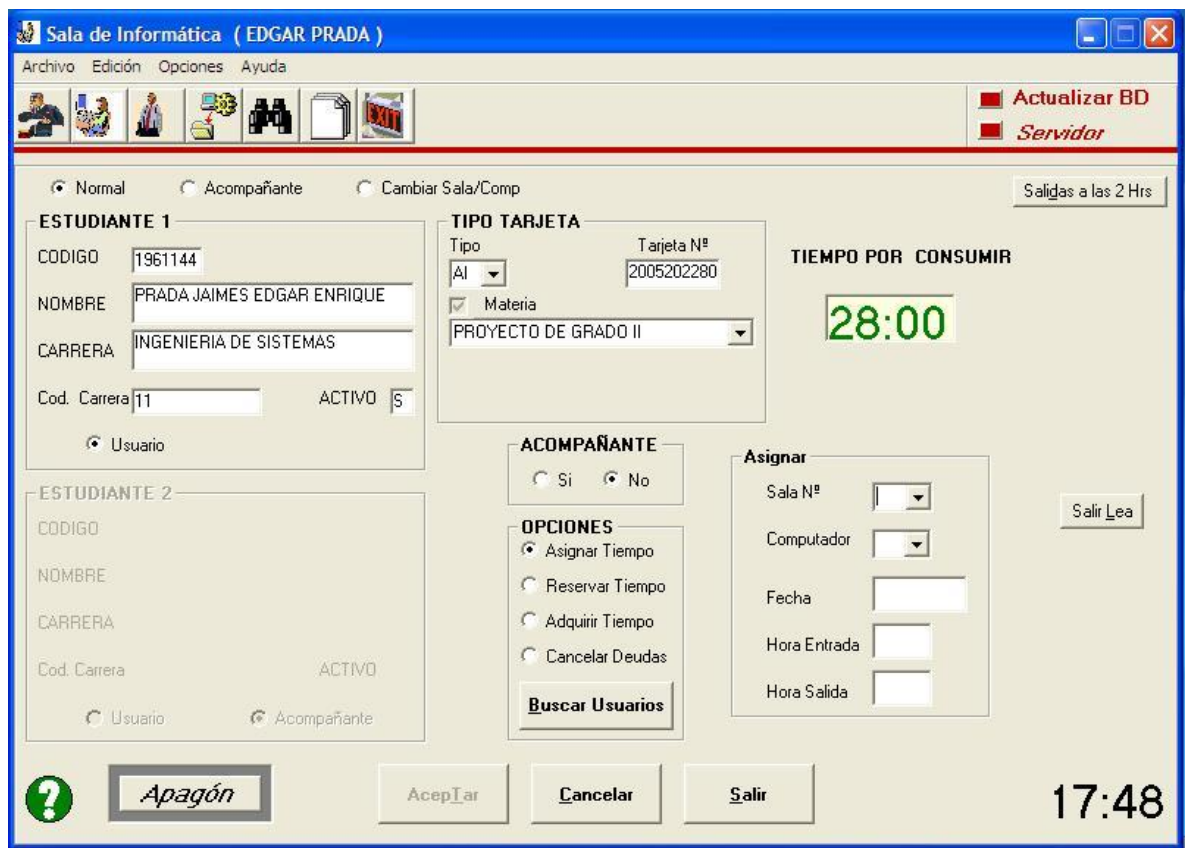 Sala de Informática ( EDGAR PRADA )
Archivo Edición Opciones Ayuda
EXIT
Actualizar BD
Servidor
Normal Acompañante Cambiar Sala/Comp
Salidas a las 2 Hrs
ESTUDIANTE 1
CODIGO 1961144
NOMBRE PRADA JAIMES EDGAR ENRIQUE
CARRERA INGENIERIA DE SISTEMAS
Cod. Carrera 11 ACTIVO S
Usuario
TIPO TARJETA
Tipo Tarjeta Nº
AI 2005202280
Materia
PROYECTO DE GRADO II
TIEMPO POR CONSUMIR
28:00
ESTUDIANTE 2
CODIGO
NOMBRE
CARRERA
Cod. Carrera ACTIVO
Usuario Acompañante
ACOMPAÑANTE
Si No
OPCIONES
Asignar Tiempo
Reservar Tiempo
Adquirir Tiempo
Cancelar Deudas
Buscar Usuarios
Asignar
Sala Nº
Computador
Fecha
Hora Entrada
Hora Salida
Salir Lea
? Apagón AcepTar Cancelar Salir 17:48